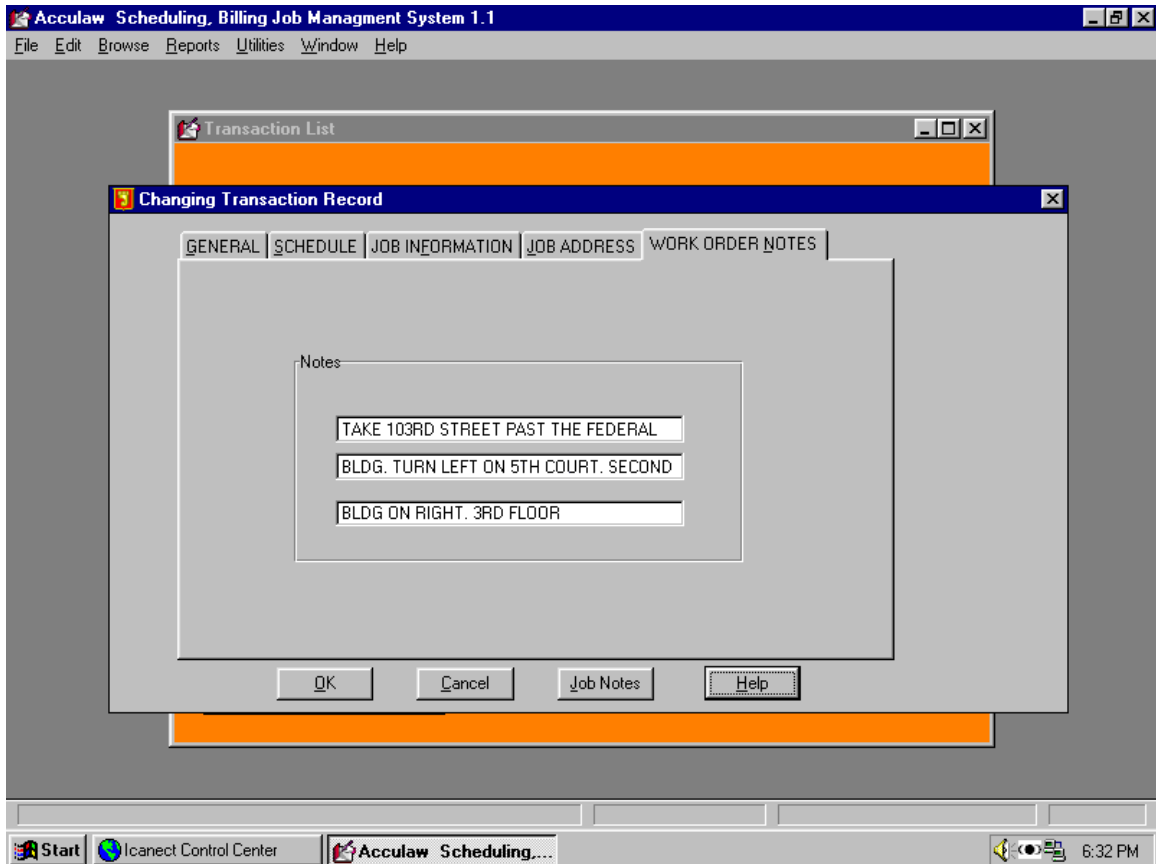 Acculaw Scheduling, Billing Job Managment System 1.1
File Edit Browse Reports Utilities Window Help
Transaction List
Changing Transaction Record
GENERAL SCHEDULE JOB INFORMATION JOB ADDRESS WORK ORDER NOTES
Notes
TAKE 103RD STREET PAST THE FEDERAL
BLDG. TURN LEFT ON 5TH COURT. SECOND
BLDG ON RIGHT. 3RD FLOOR
OK Cancel Job Notes Help
Start Icanect Control Center Acculaw Scheduling,... 6:32 PM